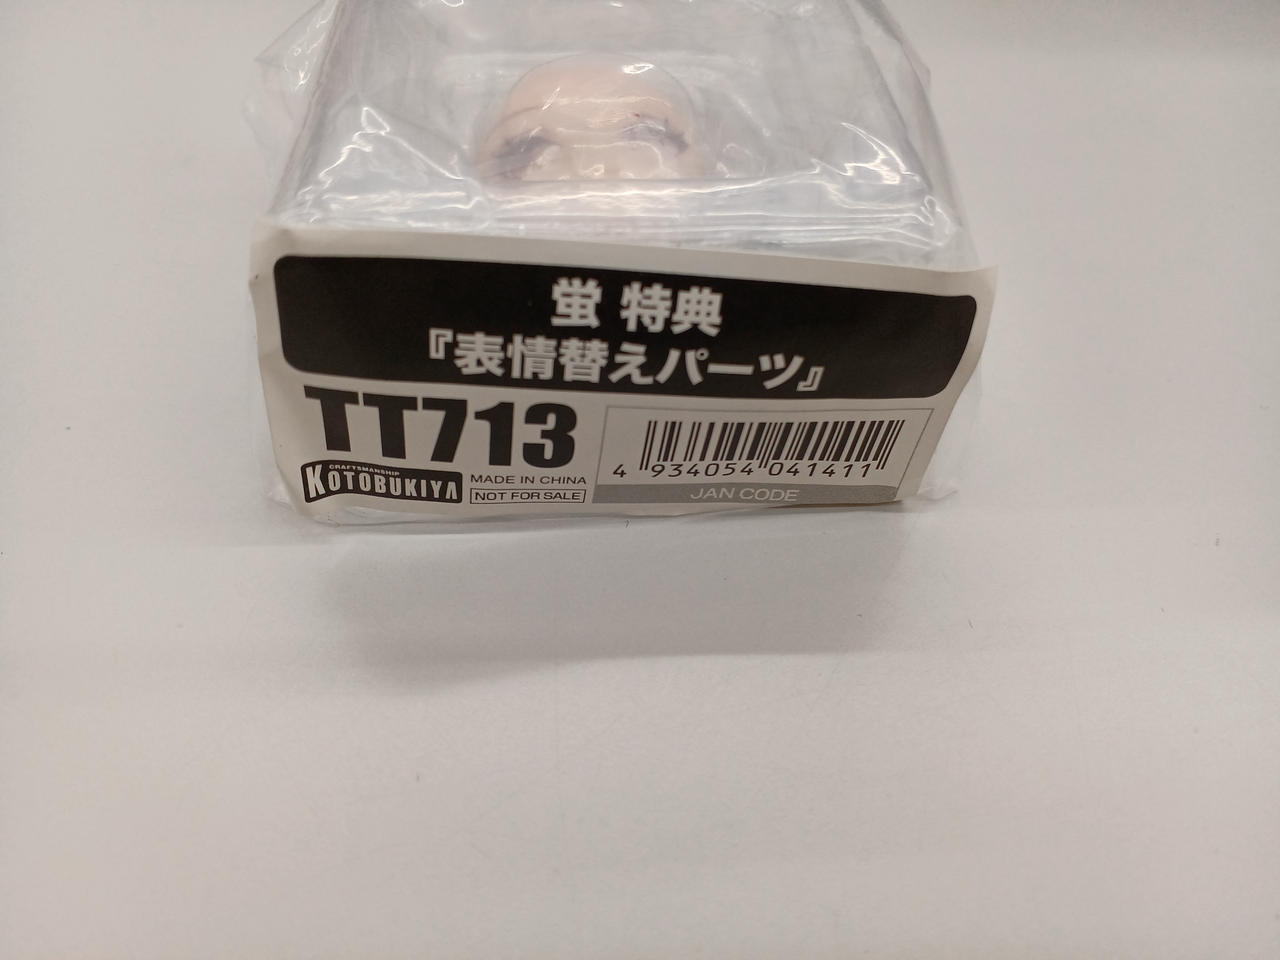 蛍 特典
『表情替えパーツ』
TT713
CRAFTSMANSHIP
KOTOBUKIYA
MADE IN CHINA
NOT FOR SALE
4 934054 041411
JAN CODE